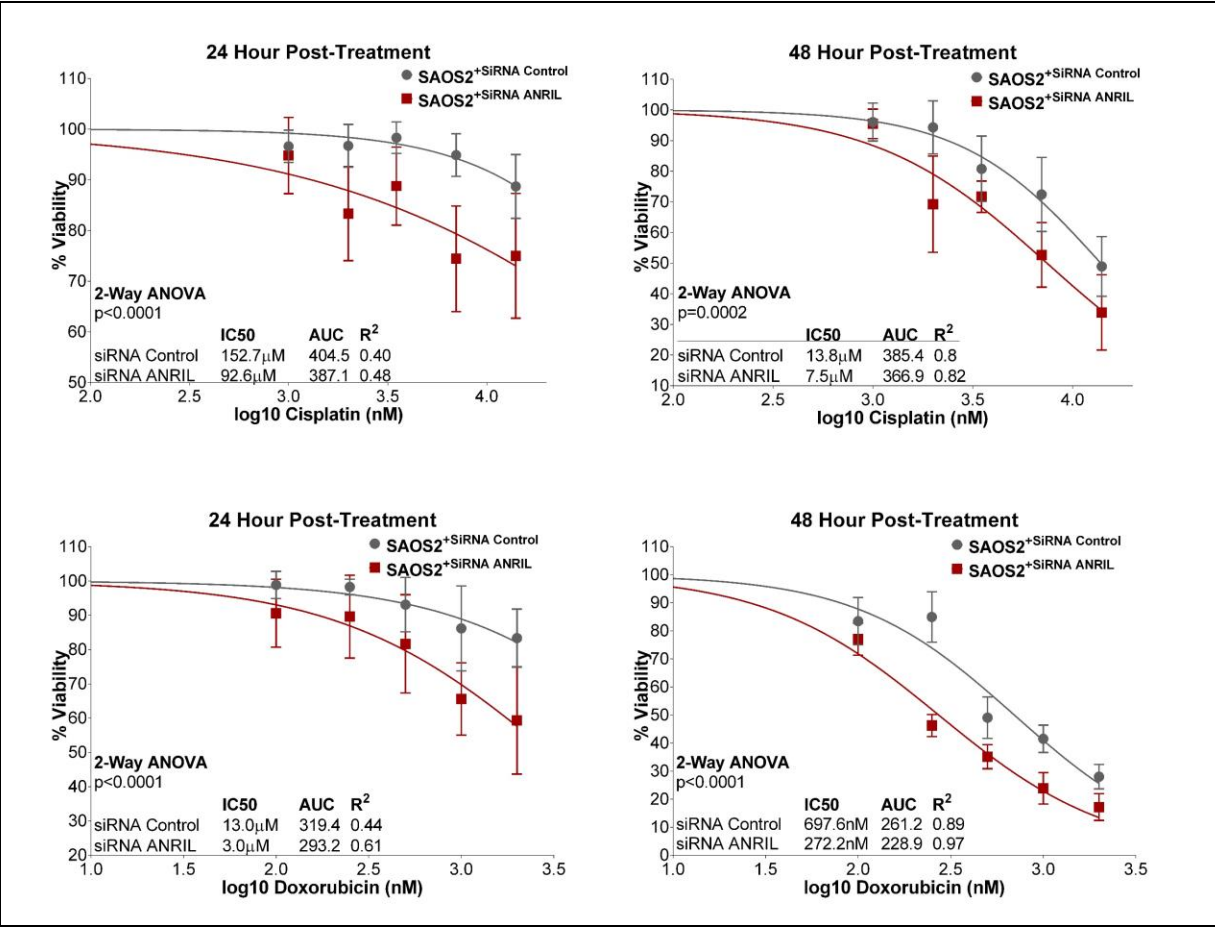 24 Hour Post-Treatment
SAOS2+SiRNA Control
SAOS2+SiRNA ANRIL
110
100
90
80
70
60
50
% Viability
2-Way ANOVA
p<0.0001
IC50 AUC R2
siRNA Control 152.7µM 404.5 0.40
siRNA ANRIL 92.6µM 387.1 0.48
2.0 2.5 3.0 3.5 4.0
log10 Cisplatin (nM)
48 Hour Post-Treatment
SAOS2+SiRNA Control
SAOS2+SiRNA ANRIL
110
100
90
80
70
60
50
40
30
20
10
% Viability
2-Way ANOVA
p=0.0002
IC50 AUC R2
siRNA Control 13.8µM 385.4 0.8
siRNA ANRIL 7.5µM 366.9 0.82
2.0 2.5 3.0 3.5 4.0
log10 Cisplatin (nM)
24 Hour Post-Treatment
SAOS2+SiRNA Control
SAOS2+SiRNA ANRIL
110
100
90
80
70
60
50
40
30
20
% Viability
2-Way ANOVA
p<0.0001
IC50 AUC R2
siRNA Control 13.0µM 319.4 0.44
siRNA ANRIL 3.0µM 293.2 0.61
1.0 1.5 2.0 2.5 3.0 3.5
log10 Doxorubicin (nM)
48 Hour Post-Treatment
SAOS2+SiRNA Control
SAOS2+SiRNA ANRIL
110
100
90
80
70
60
50
40
30
20
10
0
% Viability
2-Way ANOVA
p<0.0001
IC50 AUC R2
siRNA Control 697.6nM 261.2 0.89
siRNA ANRIL 272.2nM 228.9 0.97
1.0 1.5 2.0 2.5 3.0 3.5
log10 Doxorubicin (nM)